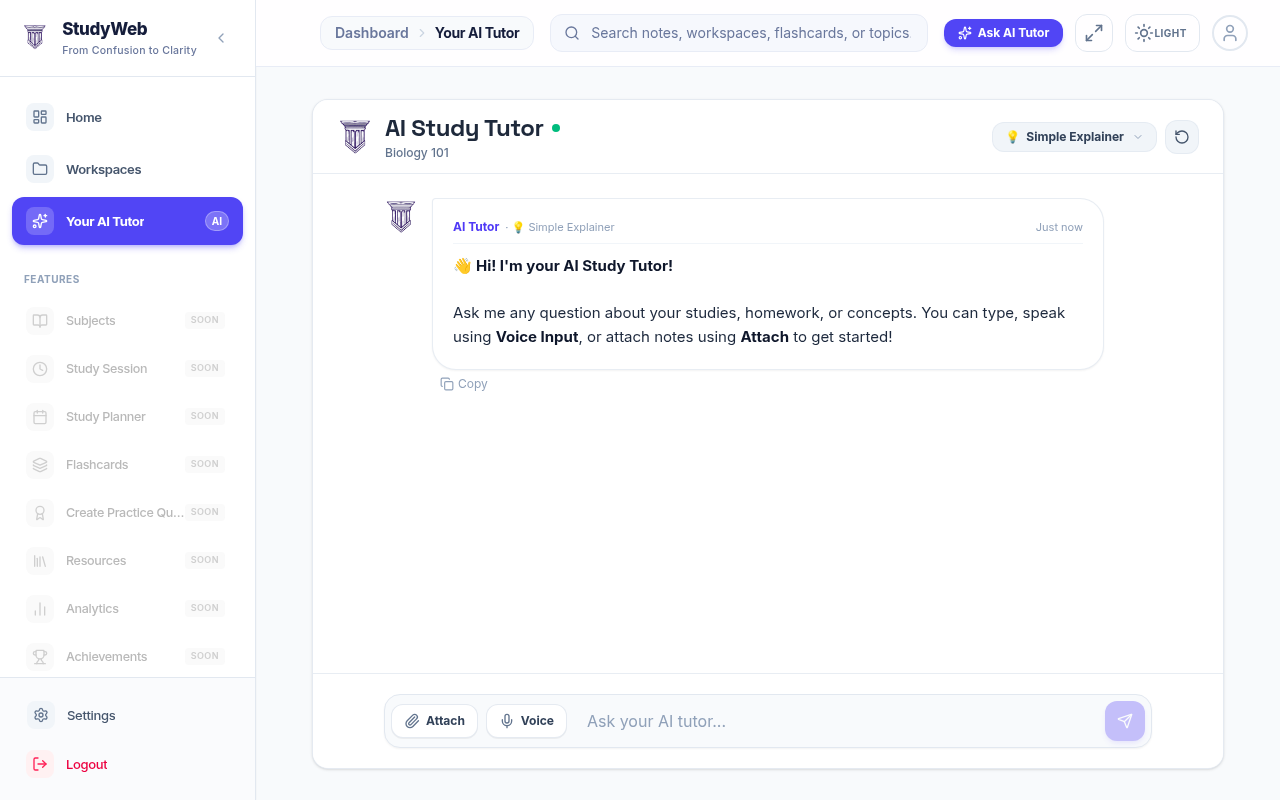 StudyWeb
From Confusion to Clarity
Home
Workspaces
Your AI Tutor AI
FEATURES
Subjects SOON
Study Session SOON
Study Planner SOON
Flashcards SOON
Create Practice Qu... SOON
Resources SOON
Analytics SOON
Achievements SOON
Settings
Logout
Dashboard Your AI Tutor
Search notes, workspaces, flashcards, or topics
Ask AI Tutor
LIGHT
AI Study Tutor
Biology 101
💡 Simple Explainer
AI Tutor · 💡 Simple Explainer Just now
👋 Hi! I'm your AI Study Tutor!
Ask me any question about your studies, homework, or concepts. You can type, speak
using Voice Input, or attach notes using Attach to get started!
Copy
Attach Voice Ask your AI tutor...